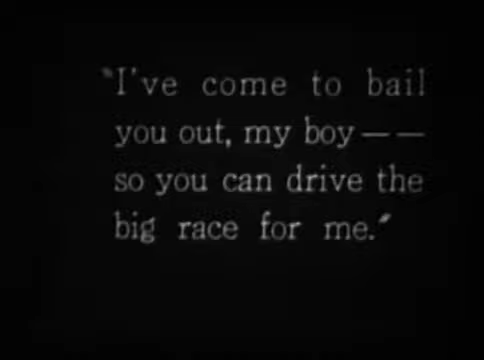 "I've come to bail
you out, my boy——
so you can drive the
big race for me."